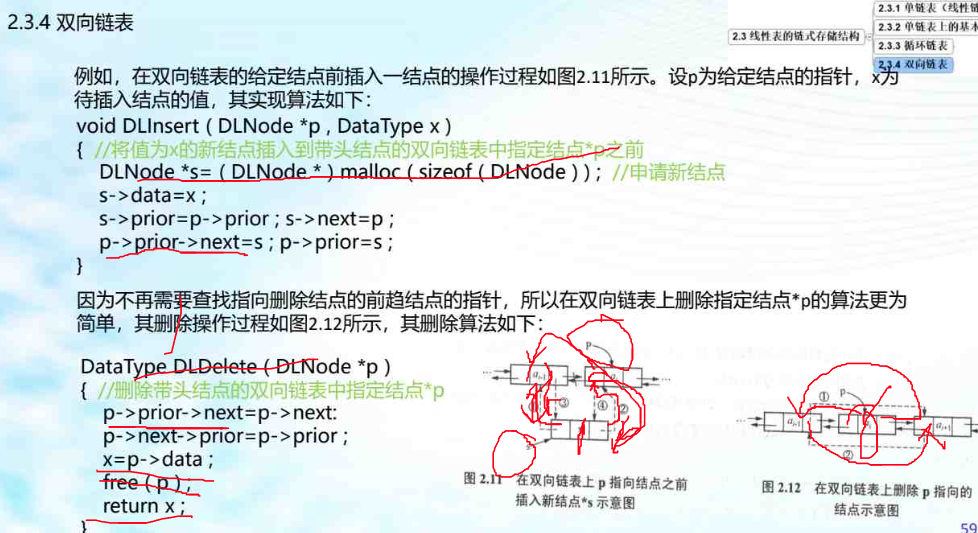 2.3.4 双向链表
2.3 线性表的链式存储结构
2.3.1 单链表（线性链
2.3.2 单链表上的基本
2.3.3 循环链表
2.3.4 双向链表
例如，在双向链表的给定结点前插入一结点的操作过程如图2.11所示。设p为给定结点的指针，x为
待插入结点的值，其实现算法如下：
void DLInsert ( DLNode *p , DataType x )
{ //将值为x的新结点插入到带头结点的双向链表中指定结点*p之前
DLNode *s= ( DLNode * ) malloc ( sizeof ( DLNode ) ) ; //申请新结点
s->data=x ;
s->prior=p->prior ; s->next=p ;
p->prior->next=s ; p->prior=s ;
}
因为不再需要查找指向删除结点的前趋结点的指针，所以在双向链表上删除指定结点*p的算法更为
简单，其删除操作过程如图2.12所示，其删除算法如下：
DataType DLDelete ( DLNode *p )
{ //删除带头结点的双向链表中指定结点*p
p->prior->next=p->next:
p->next->prior=p->prior ;
x=p->data ;
free ( p ) ;
return x ;
}
p
③
④
②
图 2.11 在双向链表上 p 指向结点之前
插入新结点*s 示意图
①
p
②
图 2.12 在双向链表上删除 p 指向的
结点示意图
59